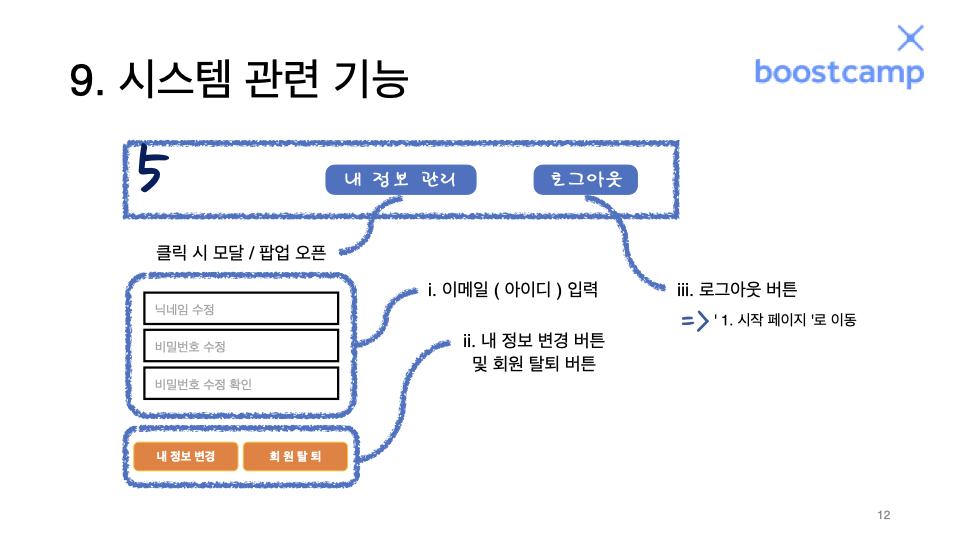 boostcamp
9. 시스템 관련 기능
5
내 정보 관리
로그아웃
클릭 시 모달 / 팝업 오픈
i. 이메일 ( 아이디 ) 입력
iii. 로그아웃 버튼
=> ' 1. 시작 페이지 '로 이동
닉네임 수정
비밀번호 수정
비밀번호 수정 확인
ii. 내 정보 변경 버튼
및 회원 탈퇴 버튼
내 정보 변경
회 원 탈 퇴
12